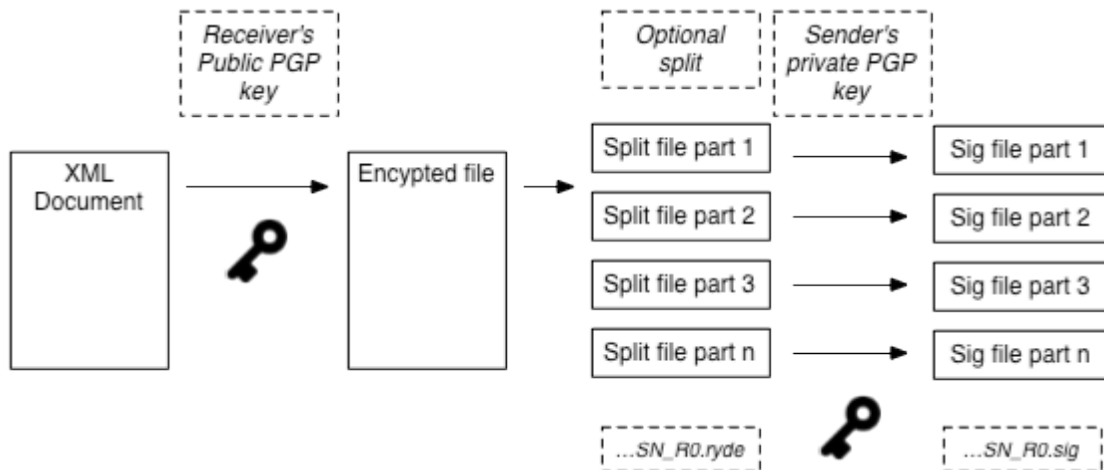 Receiver's
Public PGP
key
Optional
split
Sender's
private PGP
key
XML
Document
Encypted file
Split file part 1
Sig file part 1
Split file part 2
Sig file part 2
Split file part 3
Sig file part 3
Split file part n
Sig file part n
...SN_R0.ryde
...SN_R0.sig